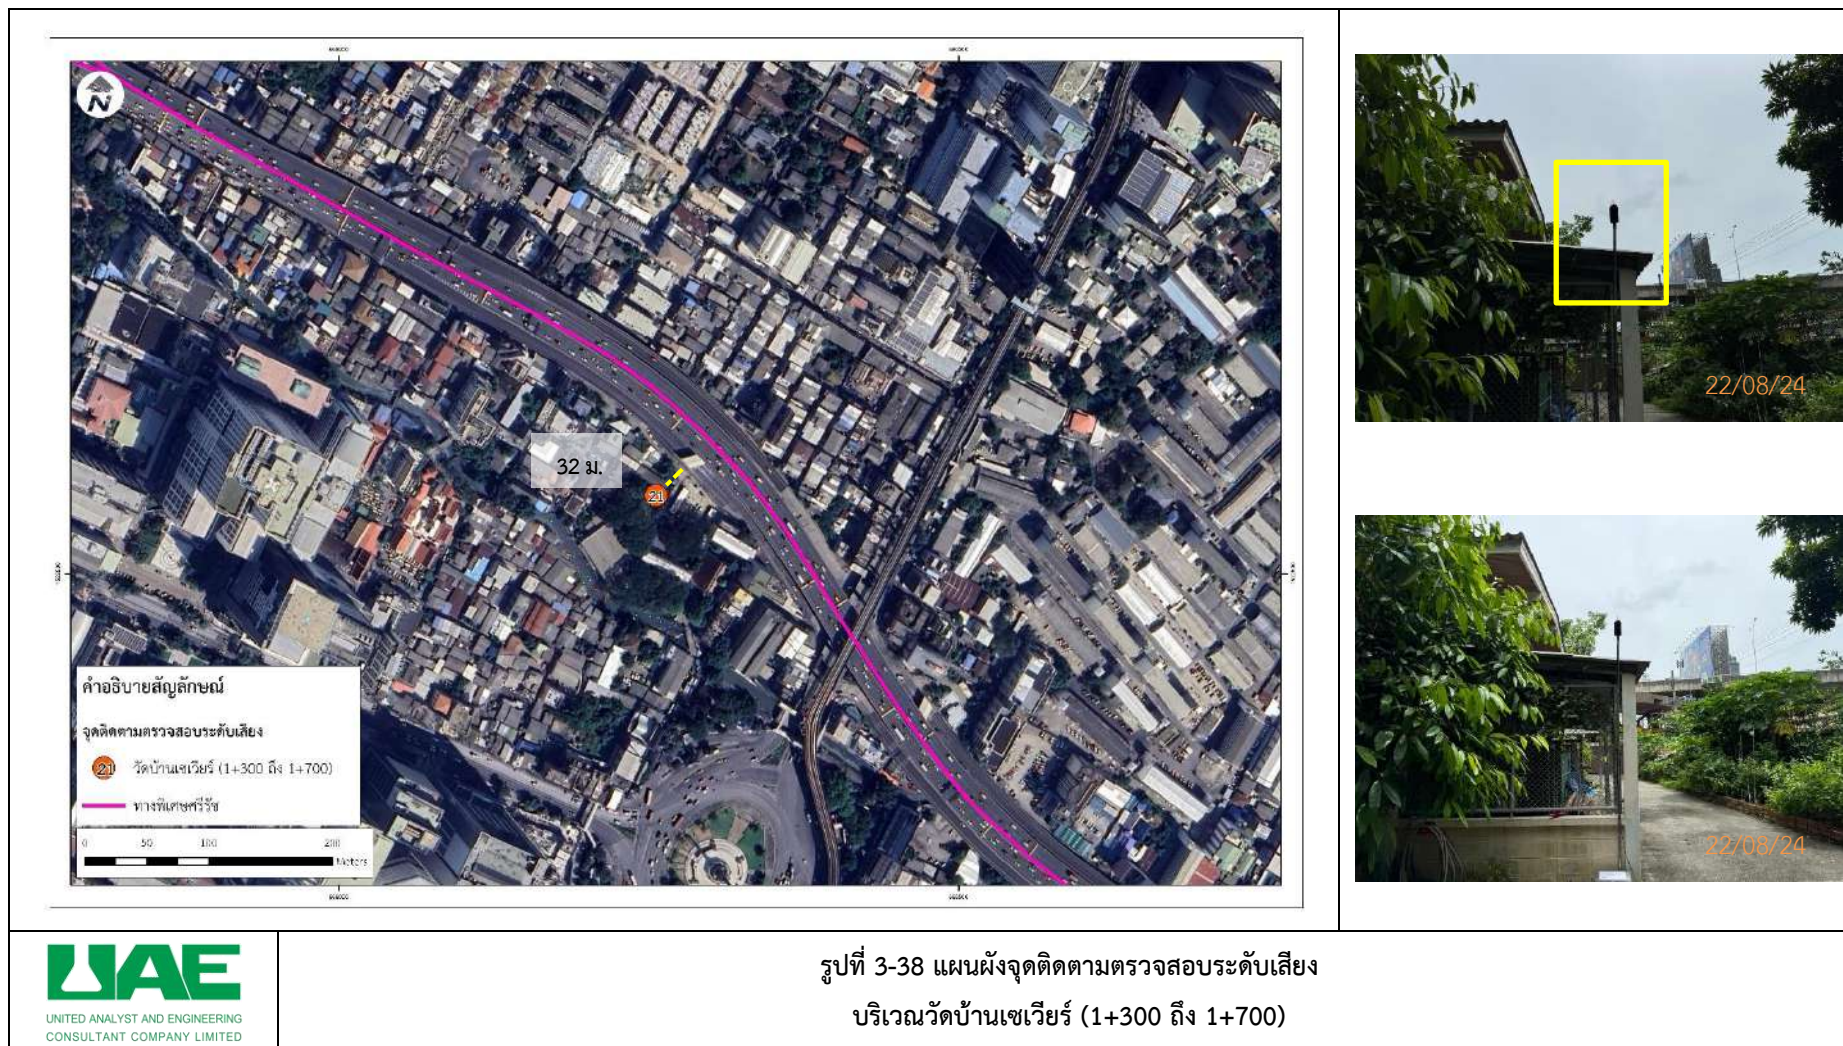 N
32 ม.
21
คำอธิบายสัญลักษณ์
จุดติดตามตรวจสอบระดับเสียง
21 วัดบ้านเซเวียร์ (1+300 ถึง 1+700)
ทางพิเศษศรีรัช
0 50 100 200
Meters
22/08/24
22/08/24
UAE
UNITED ANALYST AND ENGINEERING
CONSULTANT COMPANY LIMITED
รูปที่ 3-38 แผนผังจุดติดตามตรวจสอบระดับเสียง
บริเวณวัดบ้านเซเวียร์ (1+300 ถึง 1+700)